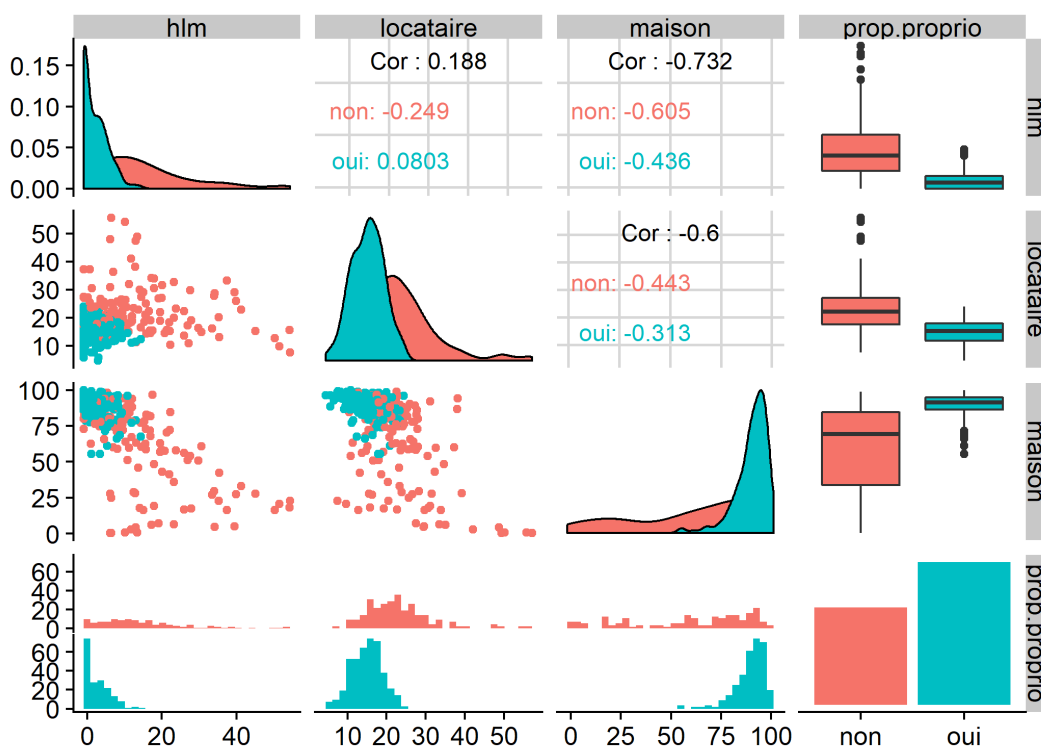 hlm locataire maison prop.proprio
0.15
0.10
0.05
0.00
Cor : 0.188
non: -0.249
oui: 0.0803
Cor : -0.732
non: -0.605
oui: -0.436
hlm
50
40
30
20
10
Cor : -0.6
non: -0.443
oui: -0.313
locataire
100
75
50
25
0
maison
60
40
20
0
60
40
20
0
prop.proprio
0 20 40 10 20 30 40 50 0 25 50 75 100 non oui